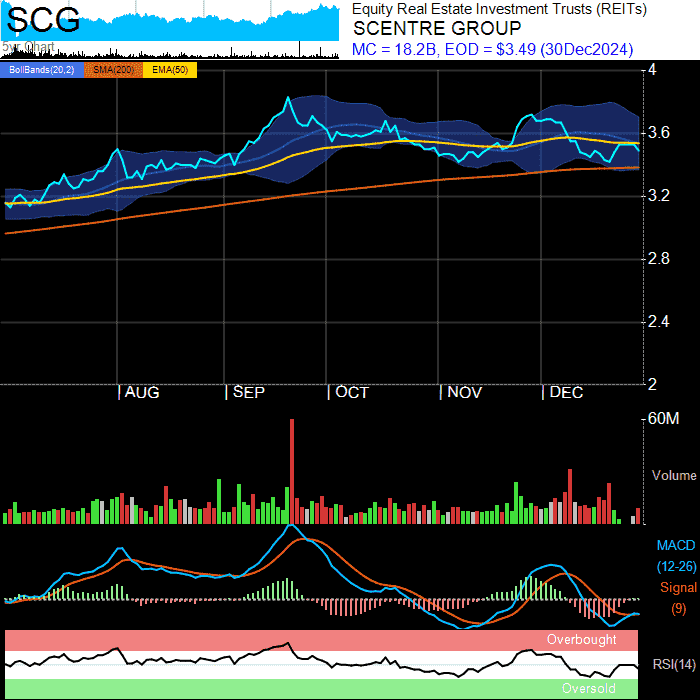 SCG
5yr Chart
Equity Real Estate Investment Trusts (REITs)
SCENTRE GROUP
MC = 18.2B, EOD = $3.49 (30Dec2024)
BollBands(20,2) SMA(200) EMA(50)
4
3.6
3.2
2.8
2.4
2
AUG SEP OCT NOV DEC
60M
Volume
MACD
(12-26)
Signal
(9)
Overbought
RSI(14)
Oversold